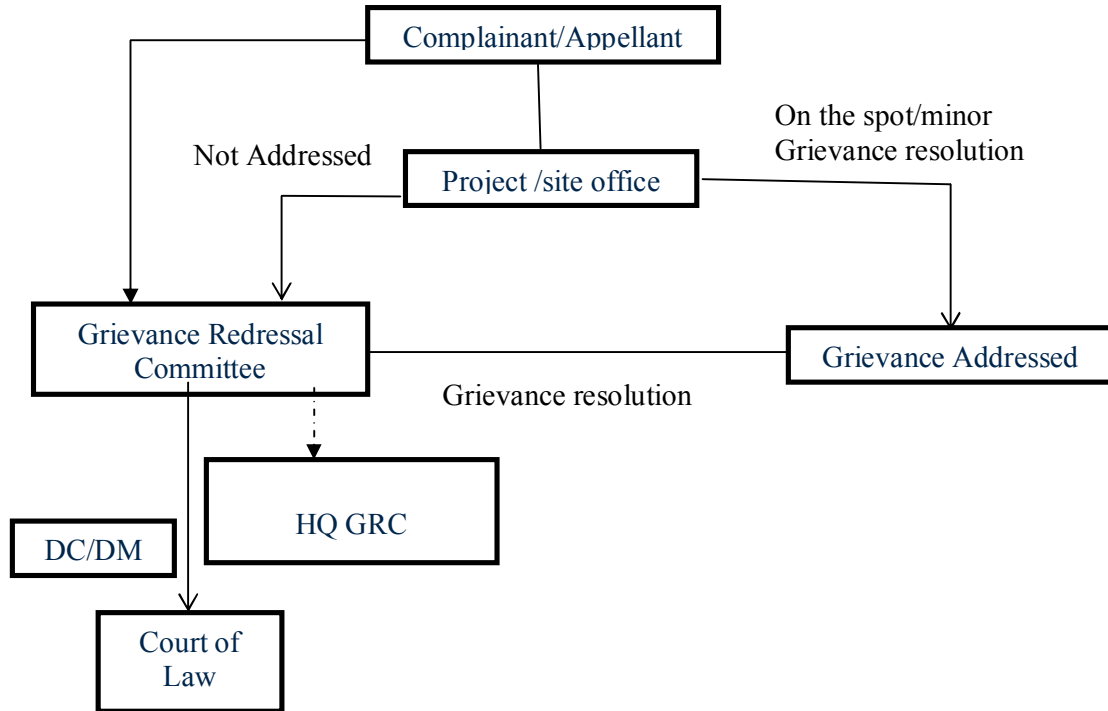 Complainant/Appellant
On the spot/minor
Grievance resolution
Not Addressed
Project /site office
Grievance Redressal
Committee
Grievance Addressed
Grievance resolution
HQ GRC
DC/DM
Court of
Law